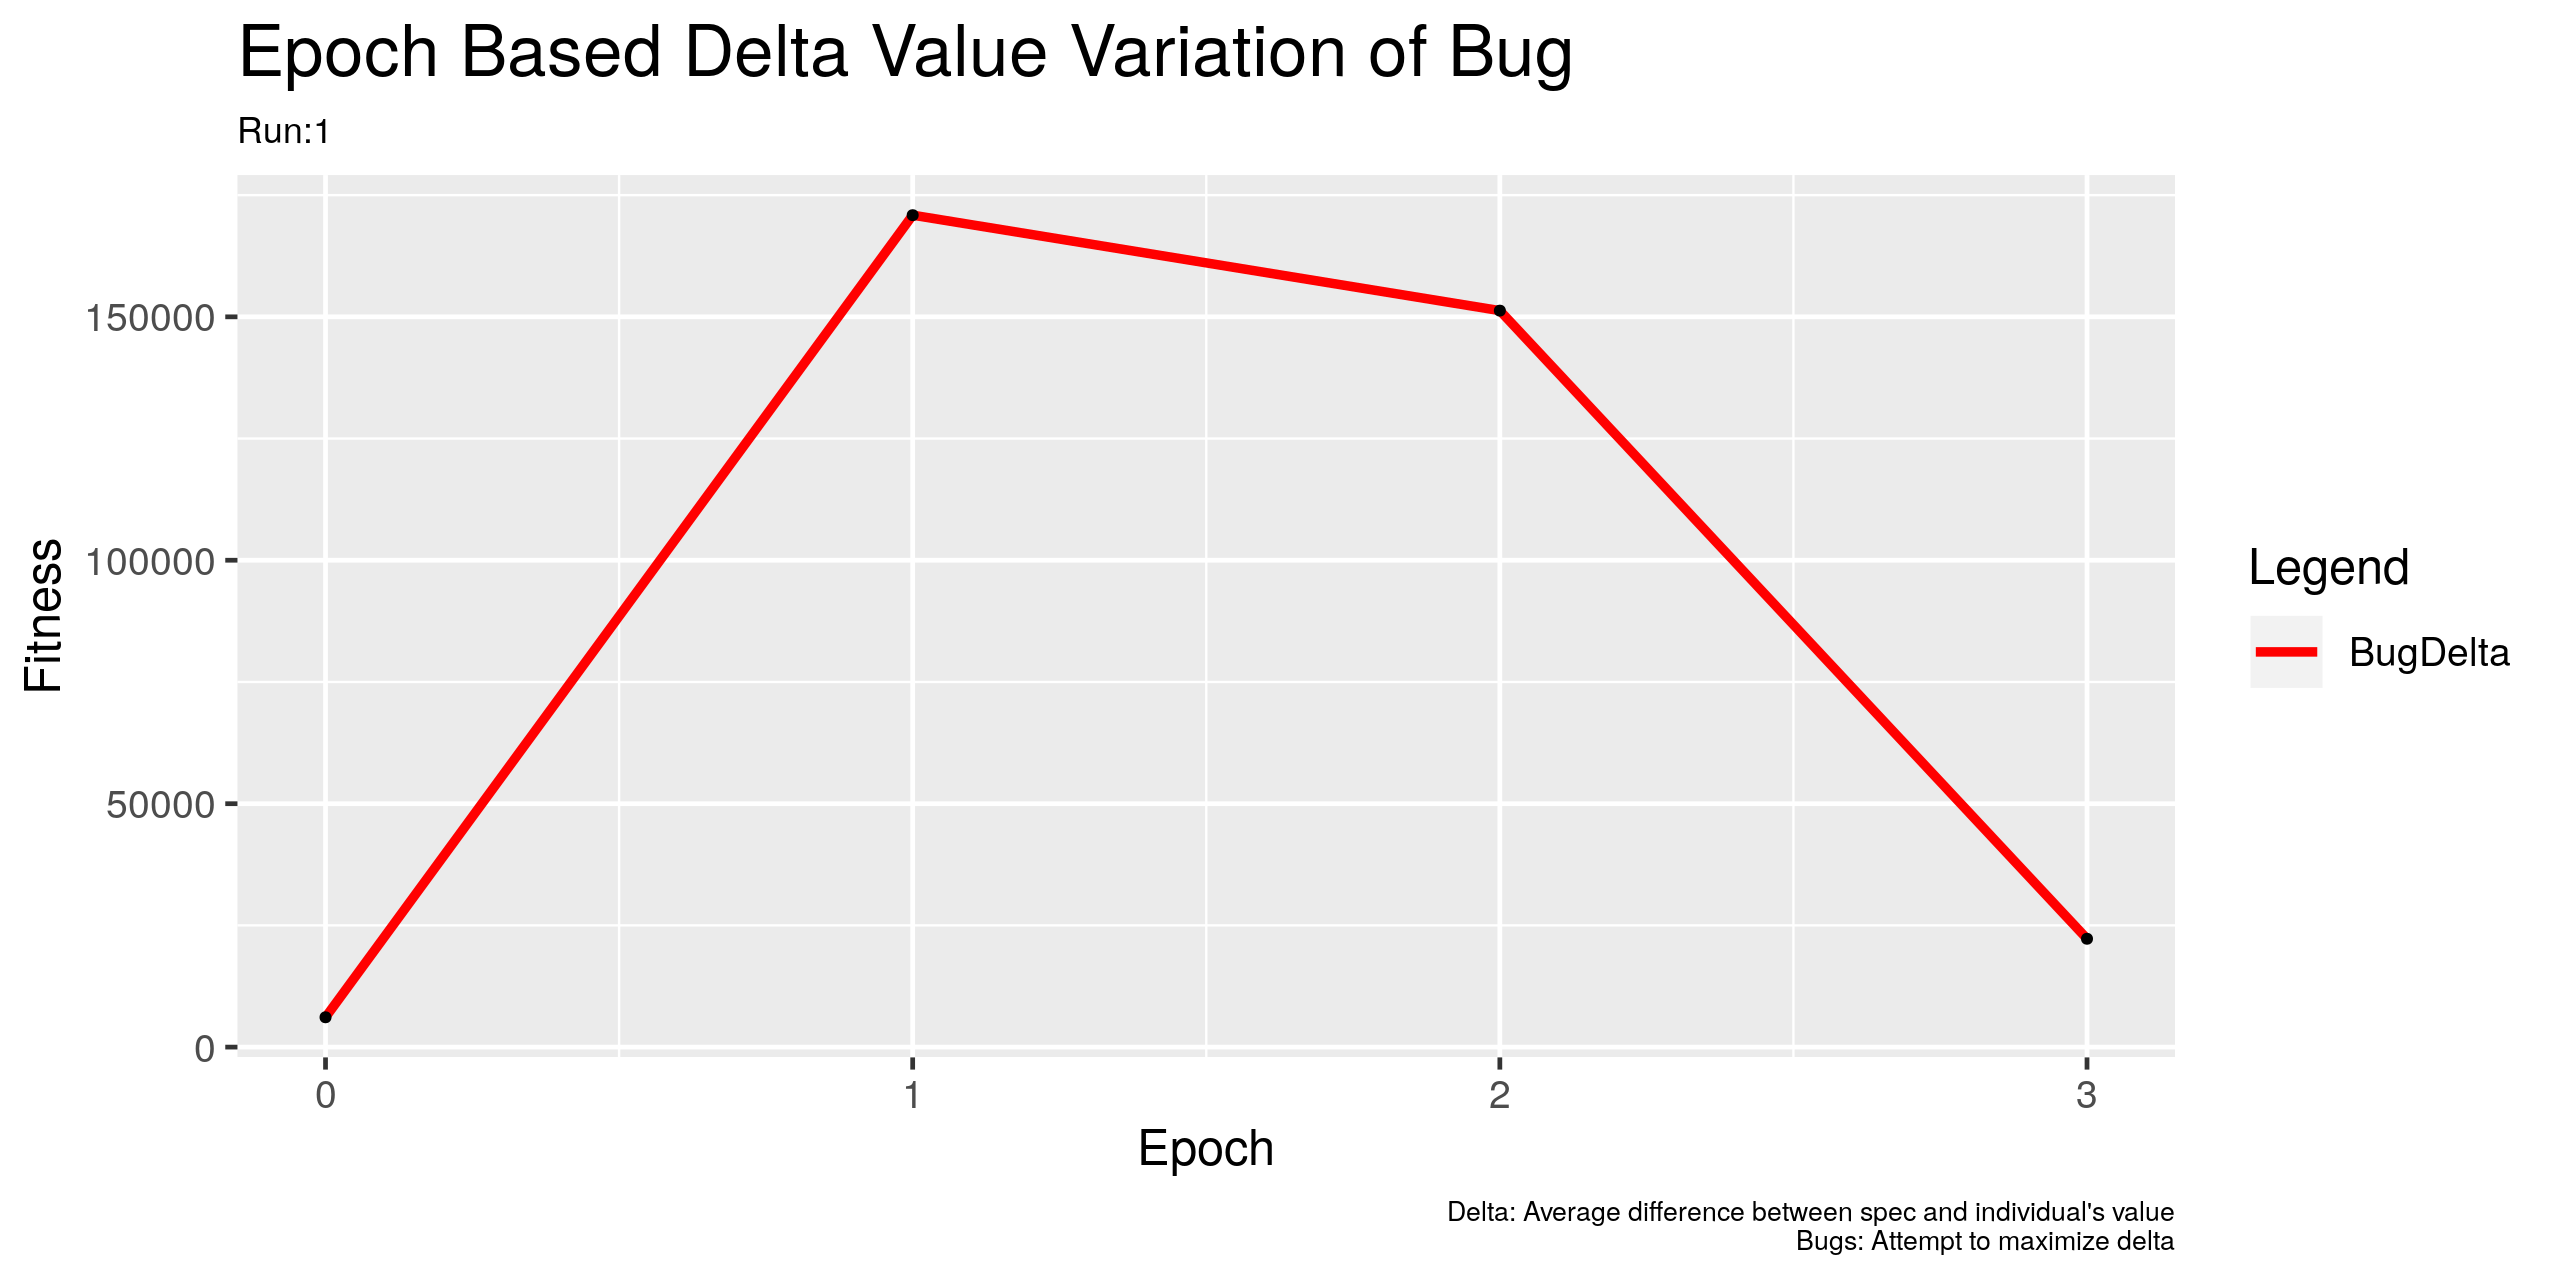 Epoch Based Delta Value Variation of Bug
Run:1
Fitness
150000
100000
50000
0
0 1 2 3
Epoch
Legend
BugDelta
Delta: Average difference between spec and individual's value
Bugs: Attempt to maximize delta